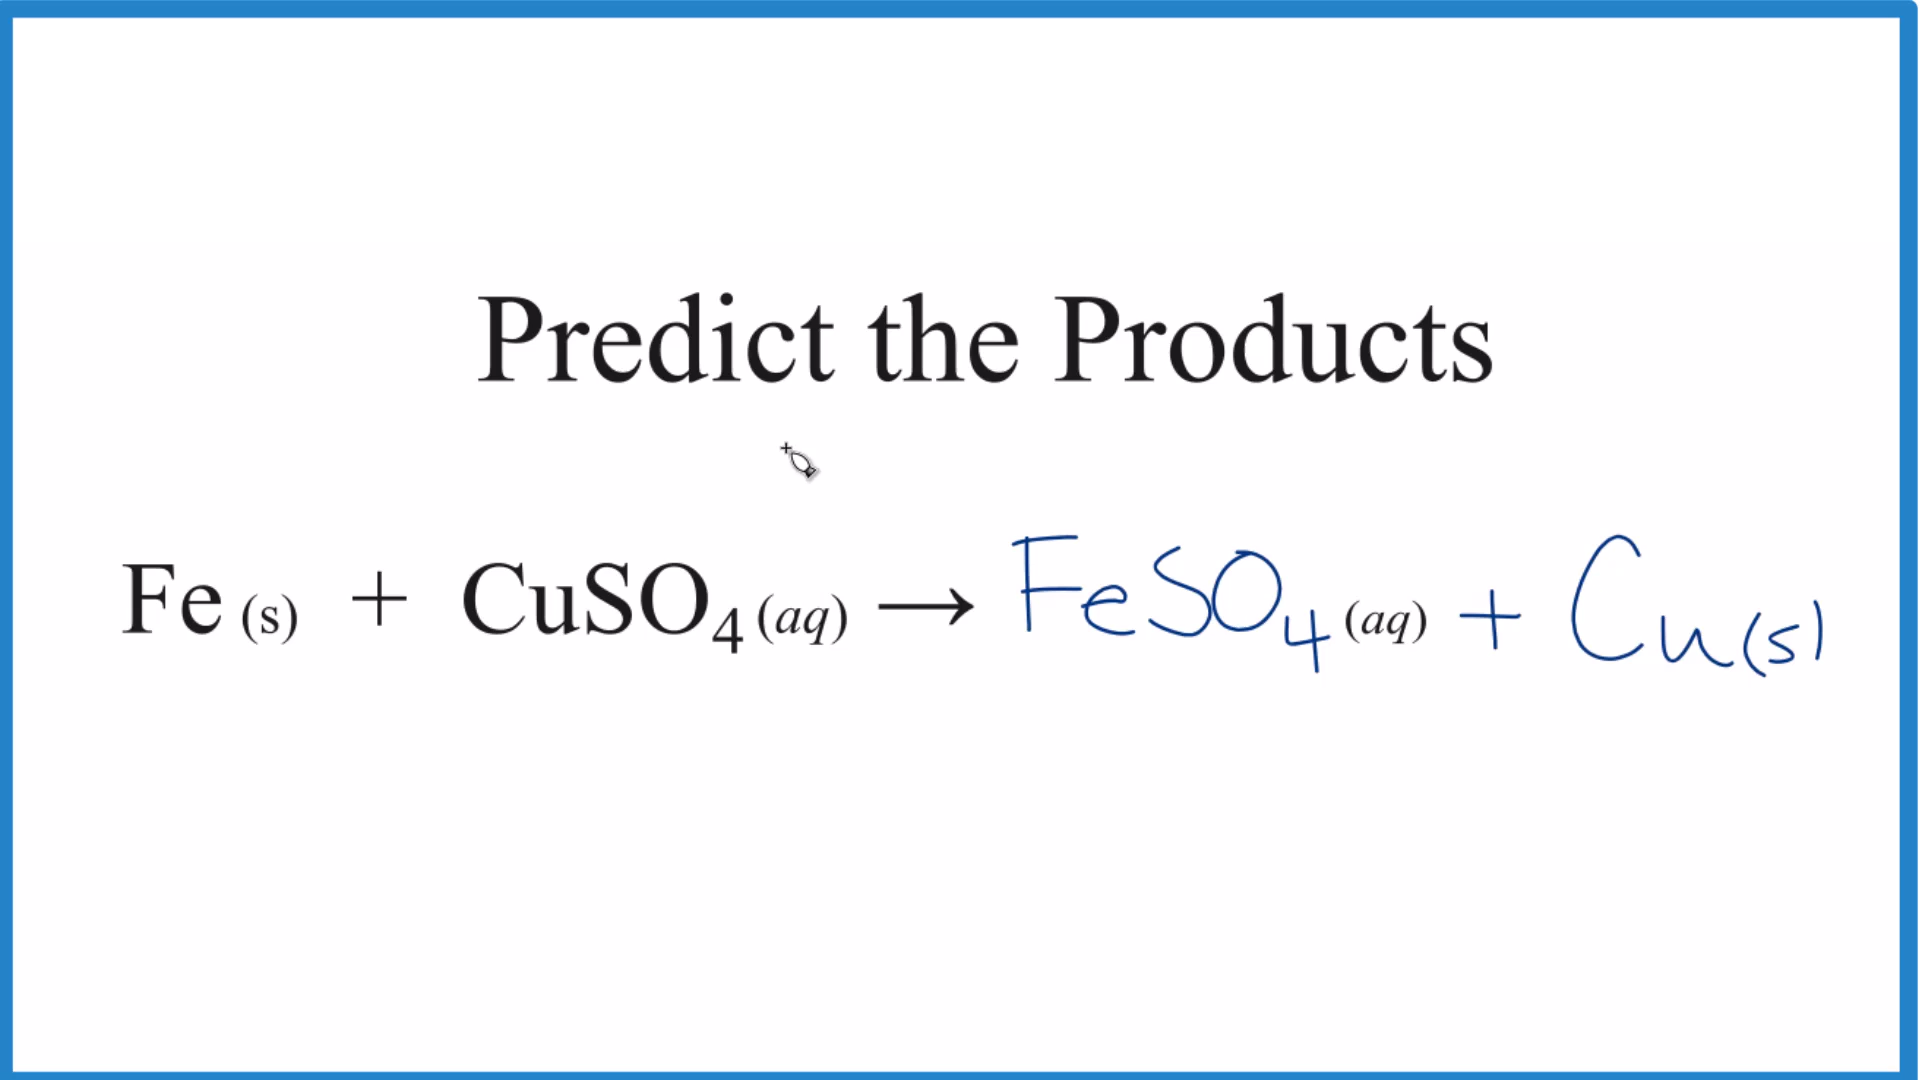 Predict the Products
Fe (s) + CuSO4 (aq) → FeSO4 (aq) + Cu(s)